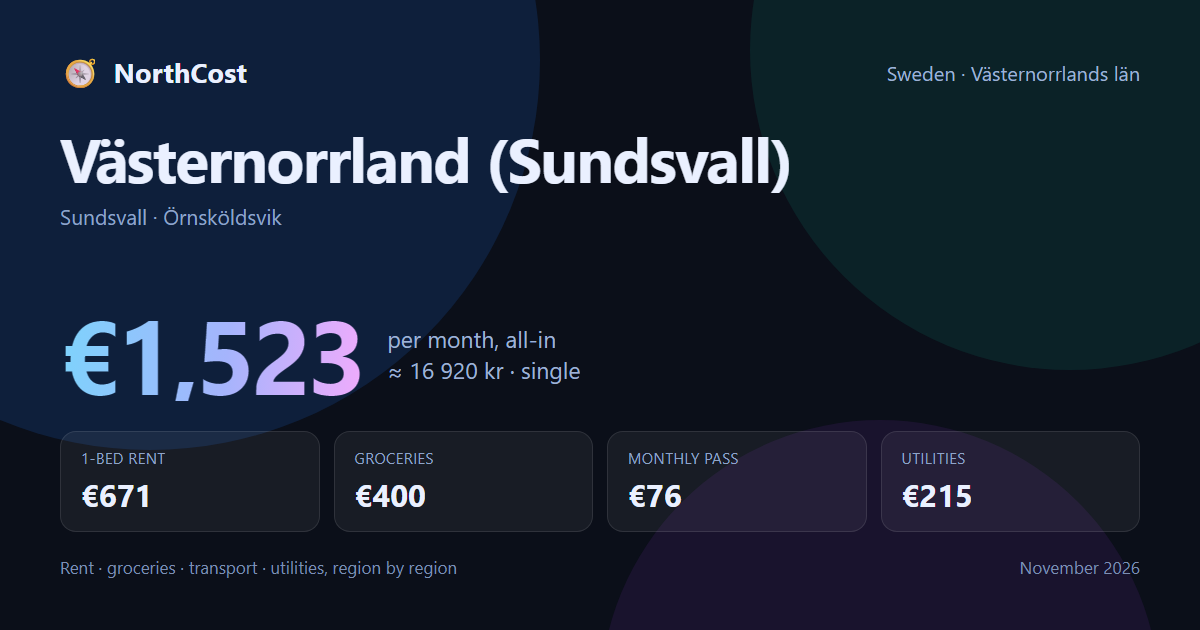 NorthCost
Sweden · Västernorrlands län
Västernorrland (Sundsvall)
Sundsvall · Örnsköldsvik
€1,523
per month, all-in
≈ 16 920 kr · single
1-BED RENT
€671
GROCERIES
€400
MONTHLY PASS
€76
UTILITIES
€215
Rent · groceries · transport · utilities, region by region
November 2026